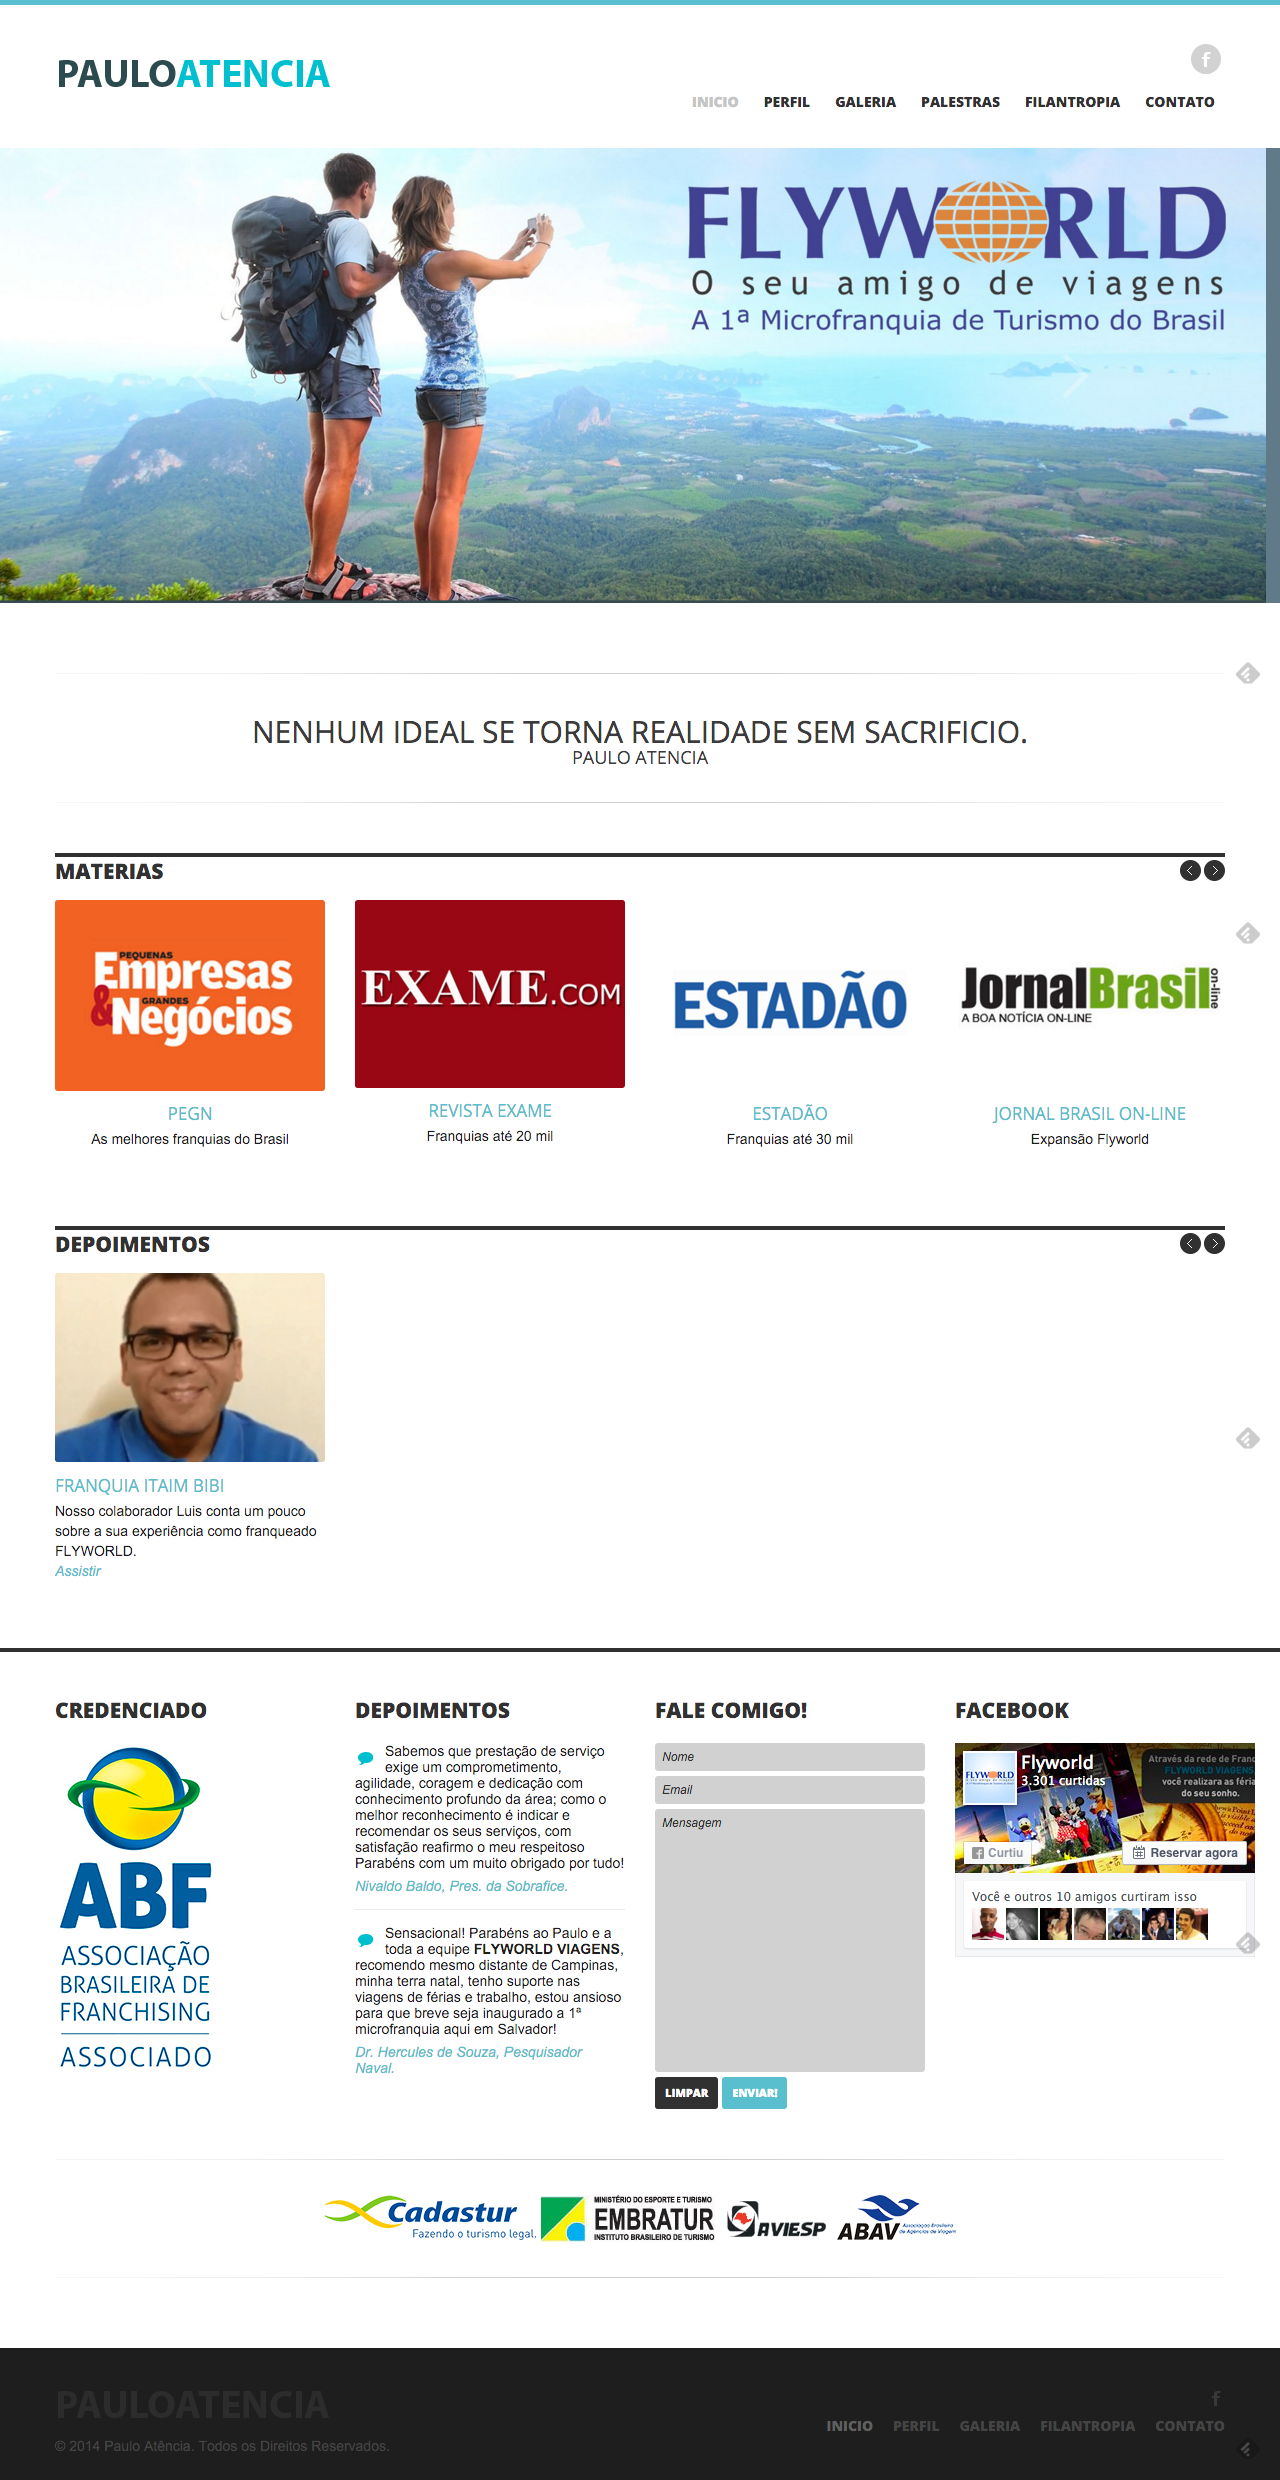 PAULOATENCIA
INICIO PERFIL GALERIA PALESTRAS FILANTROPIA CONTATO
FLYWORLD
O seu amigo de viagens
A 1ª Microfranquia de Turismo do Brasil
NENHUM IDEAL SE TORNA REALIDADE SEM SACRIFICIO.
PAULO ATENCIA
MATERIAS
PEQUENAS
Empresas
& GRANDES
Negócios
EXAME.COM
ESTADÃO
JornalBrasil on-line
A BOA NOTÍCIA ON-LINE
PEGN
As melhores franquias do Brasil
REVISTA EXAME
Franquias até 20 mil
ESTADÃO
Franquias até 30 mil
JORNAL BRASIL ON-LINE
Expansão Flyworld
DEPOIMENTOS
FRANQUIA ITAIM BIBI
Nosso colaborador Luis conta um pouco
sobre a sua experiência como franqueado
FLYWORLD.
Assistir
CREDENCIADO
ABF
ASSOCIAÇÃO
BRASILEIRA DE
FRANCHISING
ASSOCIADO
DEPOIMENTOS
Sabemos que prestação de serviço
exige um comprometimento,
agilidade, coragem e dedicação com
conhecimento profundo da área; como o
melhor reconhecimento é indicar e
recomendar os seus serviços, com
satisfação reafirmo o meu respeitoso
Parabéns com um muito obrigado por tudo!
Nivaldo Baldo, Pres. da Sobrafice.
Sensacional! Parabéns ao Paulo e a
toda a equipe FLYWORLD VIAGENS,
recomendo mesmo distante de Campinas,
minha terra natal, tenho suporte nas
viagens de férias e trabalho, estou ansioso
para que breve seja inaugurado a 1ª
microfranquia aqui em Salvador!
Dr. Hercules de Souza, Pesquisador
Naval.
FALE COMIGO!
Nome
Email
Mensagem
LIMPAR ENVIAR!
FACEBOOK
FLYWORLD
Flyworld
3.301 curtidas
Através da rede de Franc
FLYWORLD VIAGENS,
você realizara as féria
do seu sonho.
Curtiu
Reservar agora
Você e outros 10 amigos curtiram isso
Cadastur
Fazendo o turismo legal.
MINISTÉRIO DO ESPORTE E TURISMO
EMBRATUR
INSTITUTO BRASILEIRO DE TURISMO
AVIESP
ABAV
Associação Brasileira
de Agências de Viagem
PAULOATENCIA
INICIO PERFIL GALERIA FILANTROPIA CONTATO
© 2014 Paulo Atência. Todos os Direitos Reservados.